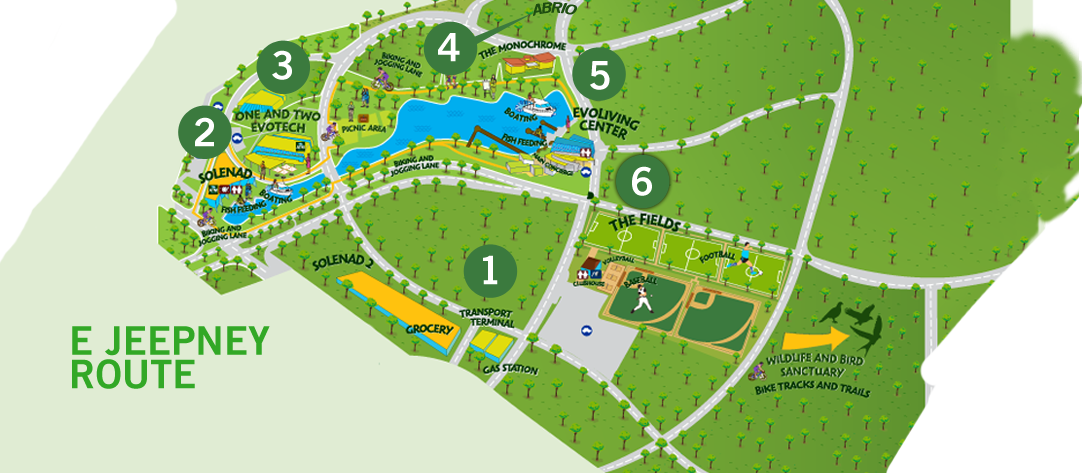 ABRIO
4
THE MONOCHROME
3
BIKING AND
JOGGING LANE
5
ONE AND TWO
EVOTECH
2
PICNIC AREA
BOATING
EVOLIVING
CENTER
FISH FEEDING
SOLENAD
BIKING AND
JOGGING LANE
6
BOATING
FISH FEEDING
BIKING AND
JOGGING LANE
THE FIELDS
FOOTBALL
VOLLEYBALL
CLUBHOUSE
BASEBALL
1
SOLENAD 2
GROCERY
TRANSPORT
TERMINAL
GAS STATION
E JEEPNEY
ROUTE
WILDLIFE AND BIRD
SANCTUARY
BIKE TRACKS AND TRAILS